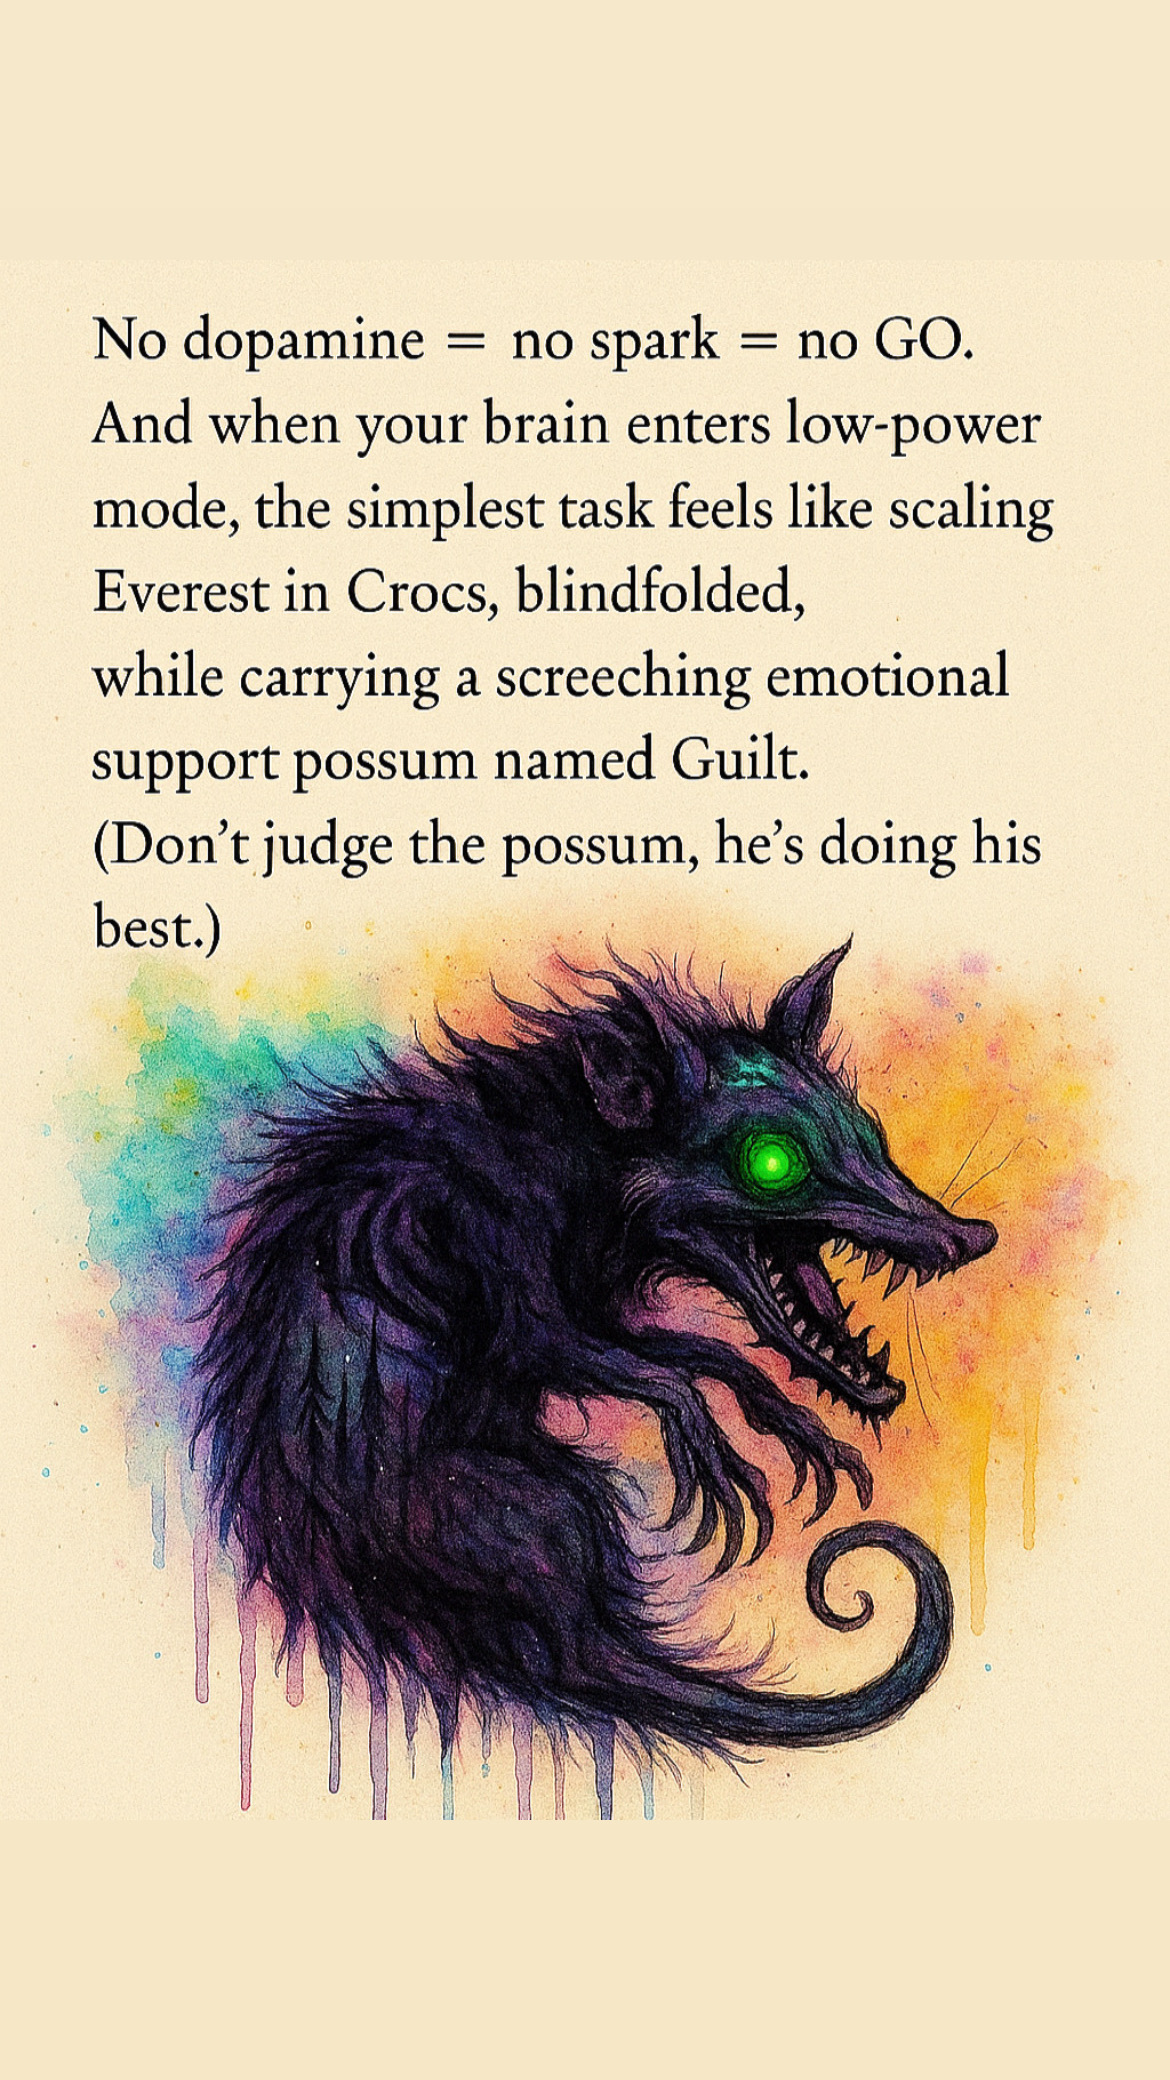 No dopamine = no spark = no GO.
And when your brain enters low-power
mode, the simplest task feels like scaling
Everest in Crocs, blindfolded,
while carrying a screeching emotional
support possum named Guilt.
(Don’t judge the possum, he’s doing his
best.)